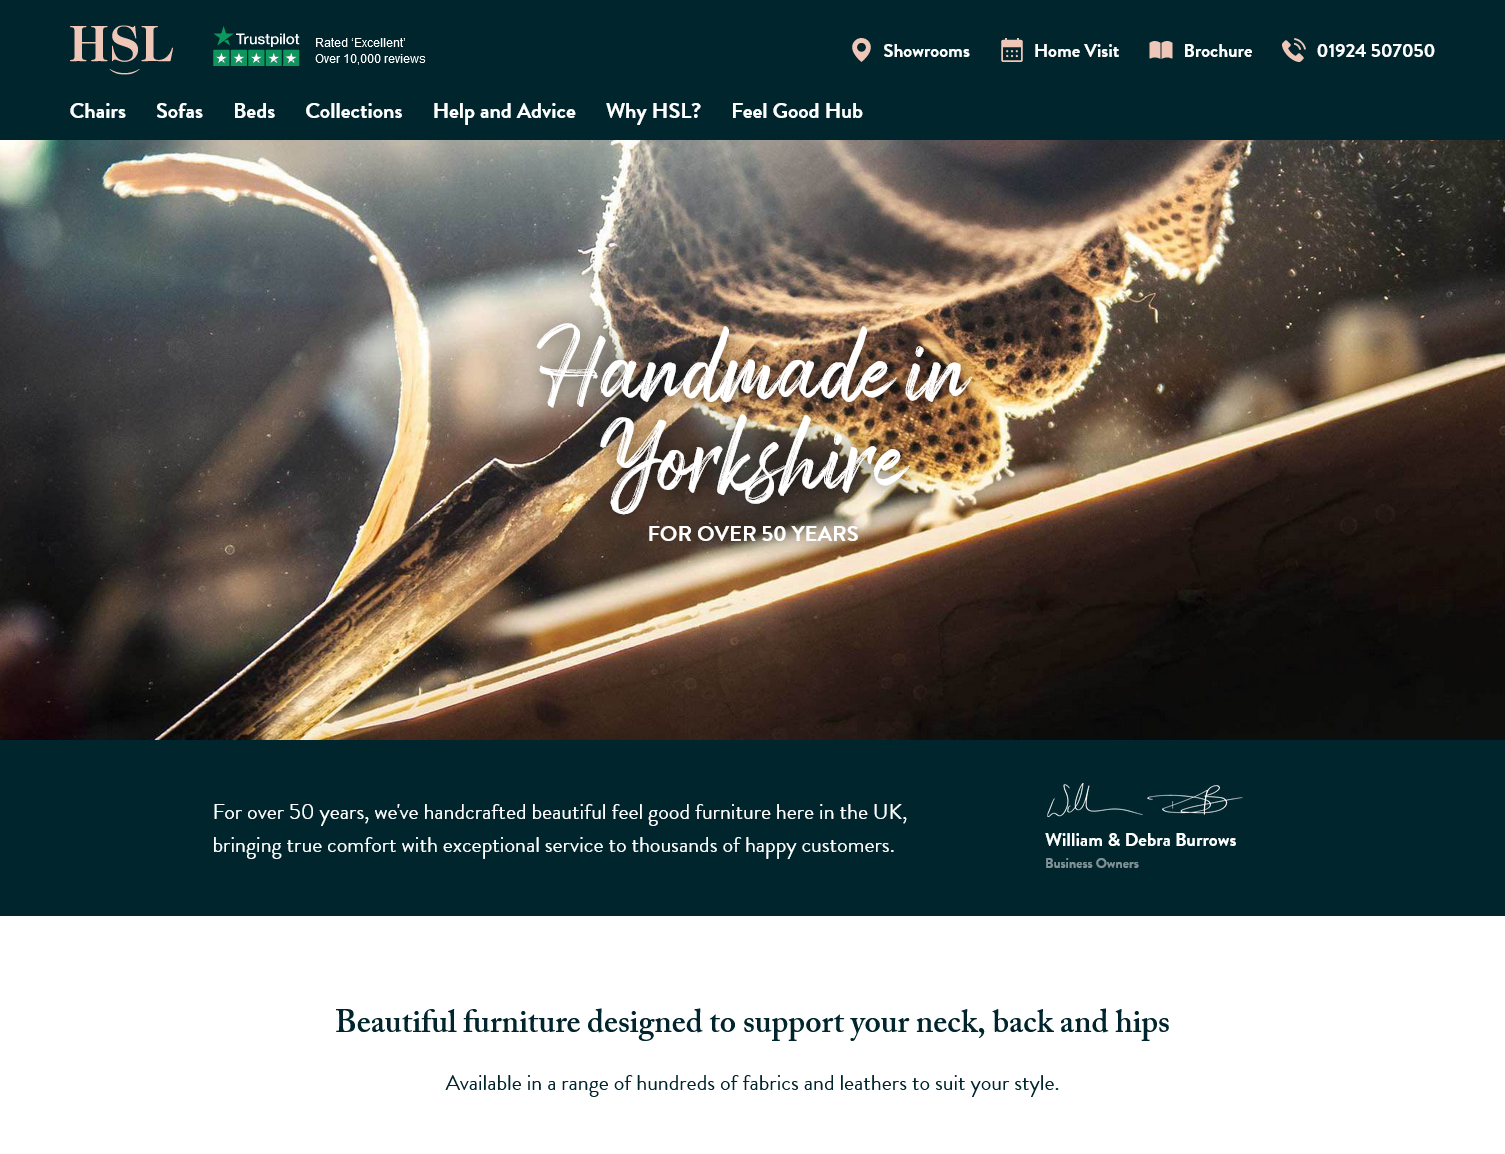 HSL
Trustpilot
Rated ‘Excellent’
Over 10,000 reviews
Showrooms
Home Visit
Brochure
01924 507050
Chairs
Sofas
Beds
Collections
Help and Advice
Why HSL?
Feel Good Hub
Handmade in
Yorkshire
FOR OVER 50 YEARS
For over 50 years, we've handcrafted beautiful feel good furniture here in the UK,
bringing true comfort with exceptional service to thousands of happy customers.
William & Debra Burrows
Business Owners
Beautiful furniture designed to support your neck, back and hips
Available in a range of hundreds of fabrics and leathers to suit your style.